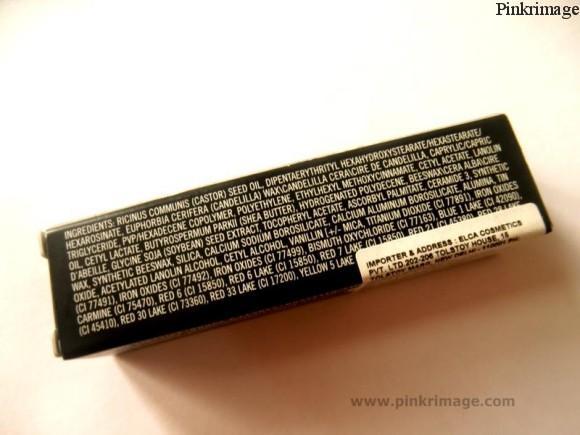 Pinkrimage
INGREDIENTS: RICINUS COMMUNIS (CASTOR) SEED OIL, DIPENTAERYTHRITYL HEXAHYDROXYSTEARATE/HEXASTEARATE/
HEXAROSINATE, EUPHORBIA CERIFERA (CANDELILLA) WAX\CANDELILLA CERA\CIRE DE CANDELILLA, CAPRYLIC/CAPRIC
TRIGLYCERIDE, PVP/HEXADECENE COPOLYMER, POLYETHYLENE, ETHYLHEXYL METHOXYCINNAMATE, CETYL ACETATE, LANOLIN
OIL, CETYL LACTATE, BUTYROSPERMUM PARKII (SHEA BUTTER), HYDROGENATED POLYDECENE, BEESWAX\CERA ALBA\CIRE
D'ABEILLE, GLYCINE SOJA (SOYBEAN) SEED EXTRACT, TOCOPHERYL ACETATE, ASCORBYL PALMITATE, CERAMIDE 3, SYNTHETIC
WAX, SYNTHETIC BEESWAX, SILICA, CALCIUM SODIUM BOROSILICATE, CALCIUM ALUMINUM BOROSILICATE, ALUMINA, TIN
OXIDE, ACETYLATED LANOLIN ALCOHOL, CETYL ALCOHOL, VANILLIN [+/- MICA, TITANIUM DIOXIDE (CI 77891), IRON OXIDES
(CI 77491), IRON OXIDES (CI 77492), IRON OXIDES (CI 77499), BISMUTH OXYCHLORIDE (CI 77163), BLUE 1 LAKE (CI 42090),
CARMINE (CI 75470), RED 6 (CI 15850), RED 6 LAKE (CI 15850), RED 7 LAKE (CI 15850), RED 21 (CI 45380),
(CI 45410), RED 30 LAKE (CI 73360), RED 33 LAKE (CI 17200), YELLOW 5 LAKE
IMPORTER & ADDRESS : ELCA COSMETICS
PVT. LTD.202-206 TOLSTOY HOUSE, 15
www.pinkrimage.com